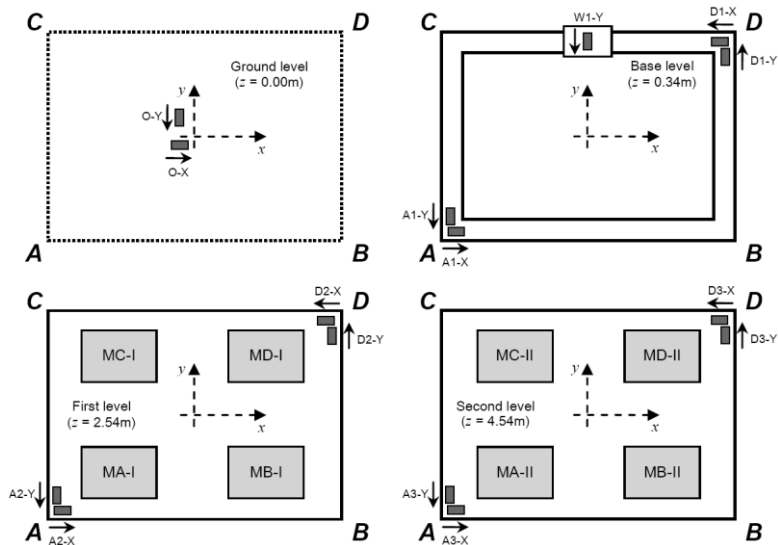 C
D
Ground level
(z = 0.00m)
y
O-Y
x
O-X
A
B
C
W1-Y
D1-X
D
Base level
(z = 0.34m)
D1-Y
y
x
A1-Y
A
A1-X
B
C
D2-X
D
MC-I
MD-I
D2-Y
y
First level
(z = 2.54m)
x
MA-I
MB-I
A2-Y
A
A2-X
B
C
D3-X
D
MC-II
MD-II
D3-Y
y
Second level
(z = 4.54m)
x
MA-II
MB-II
A3-Y
A
A3-X
B